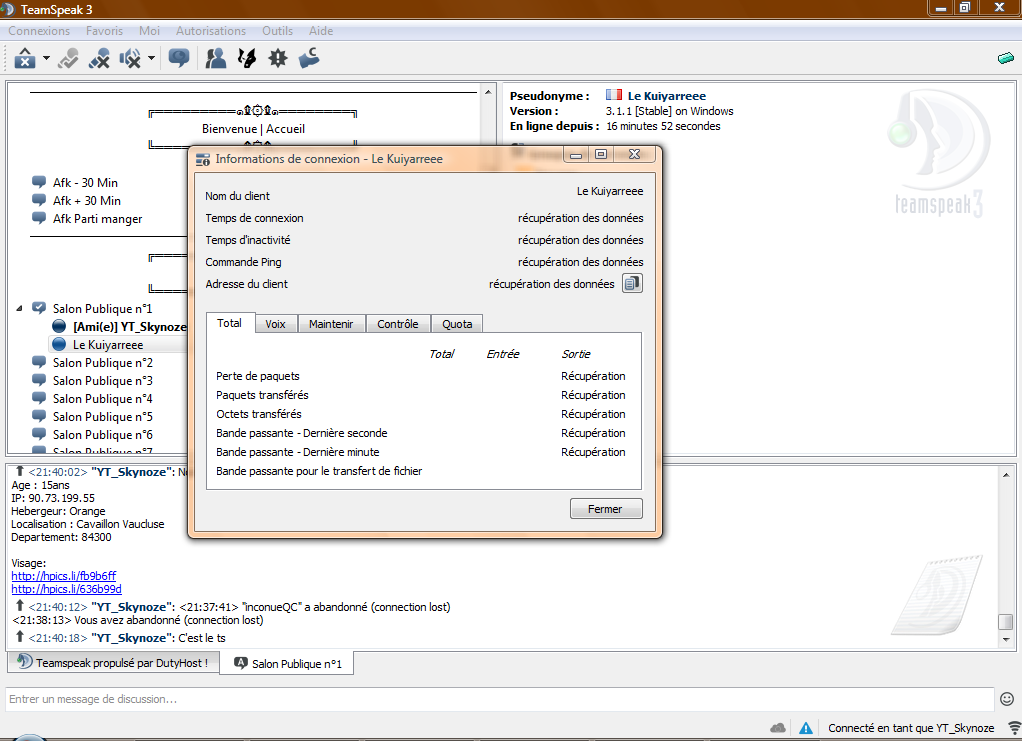 TeamSpeak 3
Connexions Favoris Moi Autorisations Outils Aide
Bienvenue | Accueil
Afk - 30 Min
Afk + 30 Min
Afk Parti manger
Salon Publique n°1
[Ami(e)] YT_Skynoze
Le Kuiyarreee
Salon Publique n°2
Salon Publique n°3
Salon Publique n°4
Salon Publique n°5
Salon Publique n°6
Salon Publique n°7
Pseudonyme : Le Kuiyarreee
Version : 3.1.1 [Stable] on Windows
En ligne depuis : 16 minutes 52 secondes
teamspeak 3
Informations de connexion - Le Kuiyarreee
Nom du client Le Kuiyarreee
Temps de connexion récupération des données
Temps d'inactivité récupération des données
Commande Ping récupération des données
Adresse du client récupération des données
Total Voix Maintenir Contrôle Quota
Total Entrée Sortie
Perte de paquets Récupération
Paquets transférés Récupération
Octets transférés Récupération
Bande passante - Dernière seconde Récupération
Bande passante - Dernière minute Récupération
Bande passante pour le transfert de fichier
Fermer
<21:40:02> "YT_Skynoze":
Age : 15ans
IP: 90.73.199.55
Hebergeur: Orange
Localisation : Cavaillon Vaucluse
Departement: 84300
Visage:
http://hpics.li/fb9b6ff
http://hpics.li/636b99d
<21:40:12> "YT_Skynoze": <21:37:41> "inconueQC" a abandonné (connection lost)
<21:38:13> Vous avez abandonné (connection lost)
<21:40:18> "YT_Skynoze": C'est le ts
Teamspeak propulsé par DutyHost !
Salon Publique n°1
Entrer un message de discussion...
Connecté en tant que YT_Skynoze